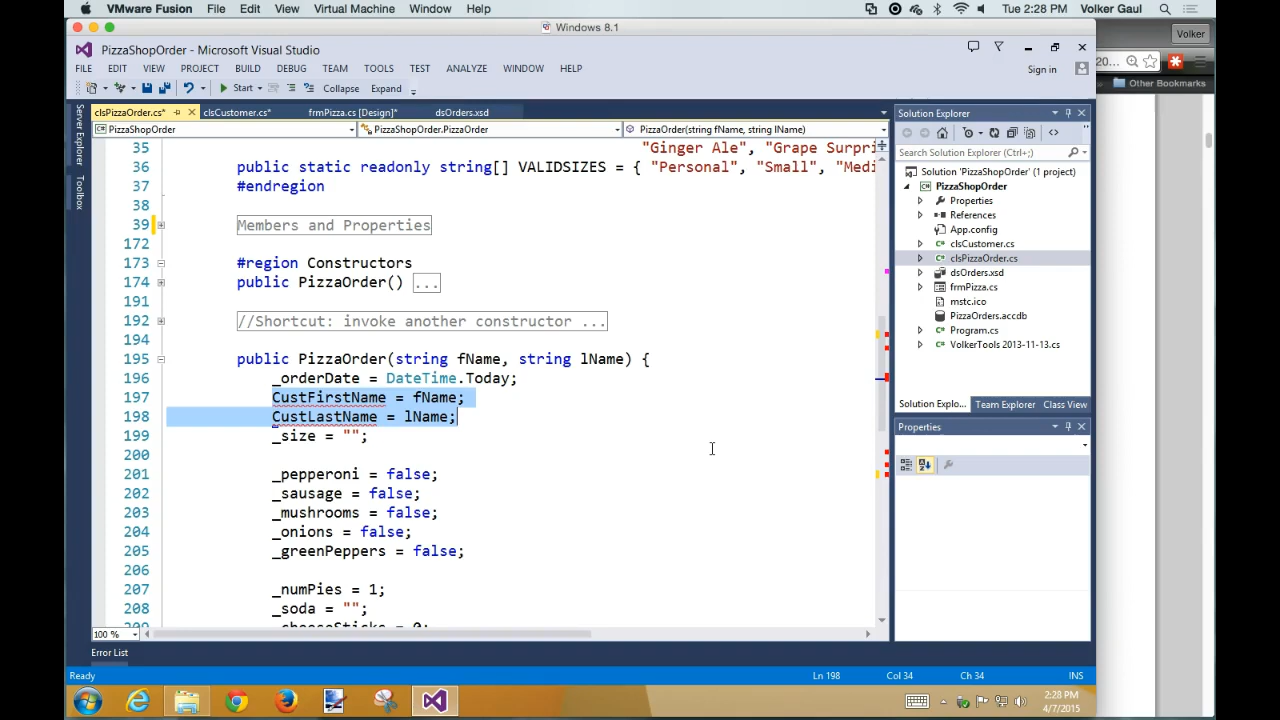 VMware Fusion File Edit View Virtual Machine Window Help Tue 2:28 PM Volker Gaul
Windows 8.1
Volker
PizzaShopOrder - Microsoft Visual Studio
FILE EDIT VIEW PROJECT BUILD DEBUG TEAM TOOLS TEST ANALYZE WINDOW HELP Sign in
20...
Other Bookmarks
Start Collapse Expand
clsPizzaOrder.cs* clsCustomer.cs* frmPizza.cs [Design]* dsOrders.xsd
Solution Explorer
PizzaShopOrder PizzaShopOrder.PizzaOrder PizzaOrder(string fName, string lName)
Server Explorer
Toolbox
35 "Ginger Ale", "Grape Surpri
36 public static readonly string[] VALIDSIZES = { "Personal", "Small", "Medi
37 #endregion
38
39 Members and Properties
172
173 #region Constructors
174 public PizzaOrder() ...
191
192 //Shortcut: invoke another constructor ...
194
195 public PizzaOrder(string fName, string lName) {
196 _orderDate = DateTime.Today;
197 CustFirstName = fName;
198 CustLastName = lName;
199 _size = "";
200
201 _pepperoni = false;
202 _sausage = false;
203 _mushrooms = false;
204 _onions = false;
205 _greenPeppers = false;
206
207 _numPies = 1;
208 _soda = "";
Search Solution Explorer (Ctrl+;)
Solution 'PizzaShopOrder' (1 project)
PizzaShopOrder
Properties
References
App.config
clsCustomer.cs
clsPizzaOrder.cs
dsOrders.xsd
frmPizza.cs
mstc.ico
PizzaOrders.accdb
Program.cs
VolkerTools 2013-11-13.cs
Solution Explo... Team Explorer Class View
Properties
100 %
Error List
Ready Ln 198 Col 34 Ch 34 INS
2:28 PM
4/7/2015